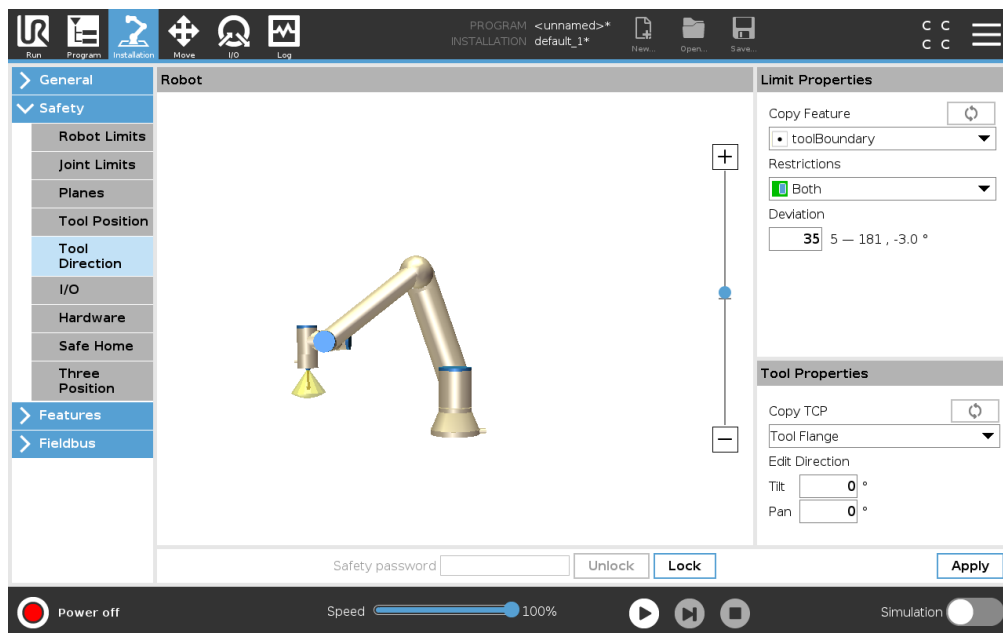 UR
Run
Program
Installation
Move
I/O
Log
PROGRAM <unnamed>*
INSTALLATION default_1*
New...
Open...
Save...
C C
C C
General
Safety
Robot Limits
Joint Limits
Planes
Tool Position
Tool
Direction
I/O
Hardware
Safe Home
Three
Position
Features
Fieldbus
Robot
+
−
Limit Properties
Copy Feature
toolBoundary
Restrictions
Both
Deviation
35 5 — 181 , -3.0 °
Tool Properties
Copy TCP
Tool Flange
Edit Direction
Tilt 0 °
Pan 0 °
Safety password Unlock Lock
Apply
Power off
Speed 100%
Simulation